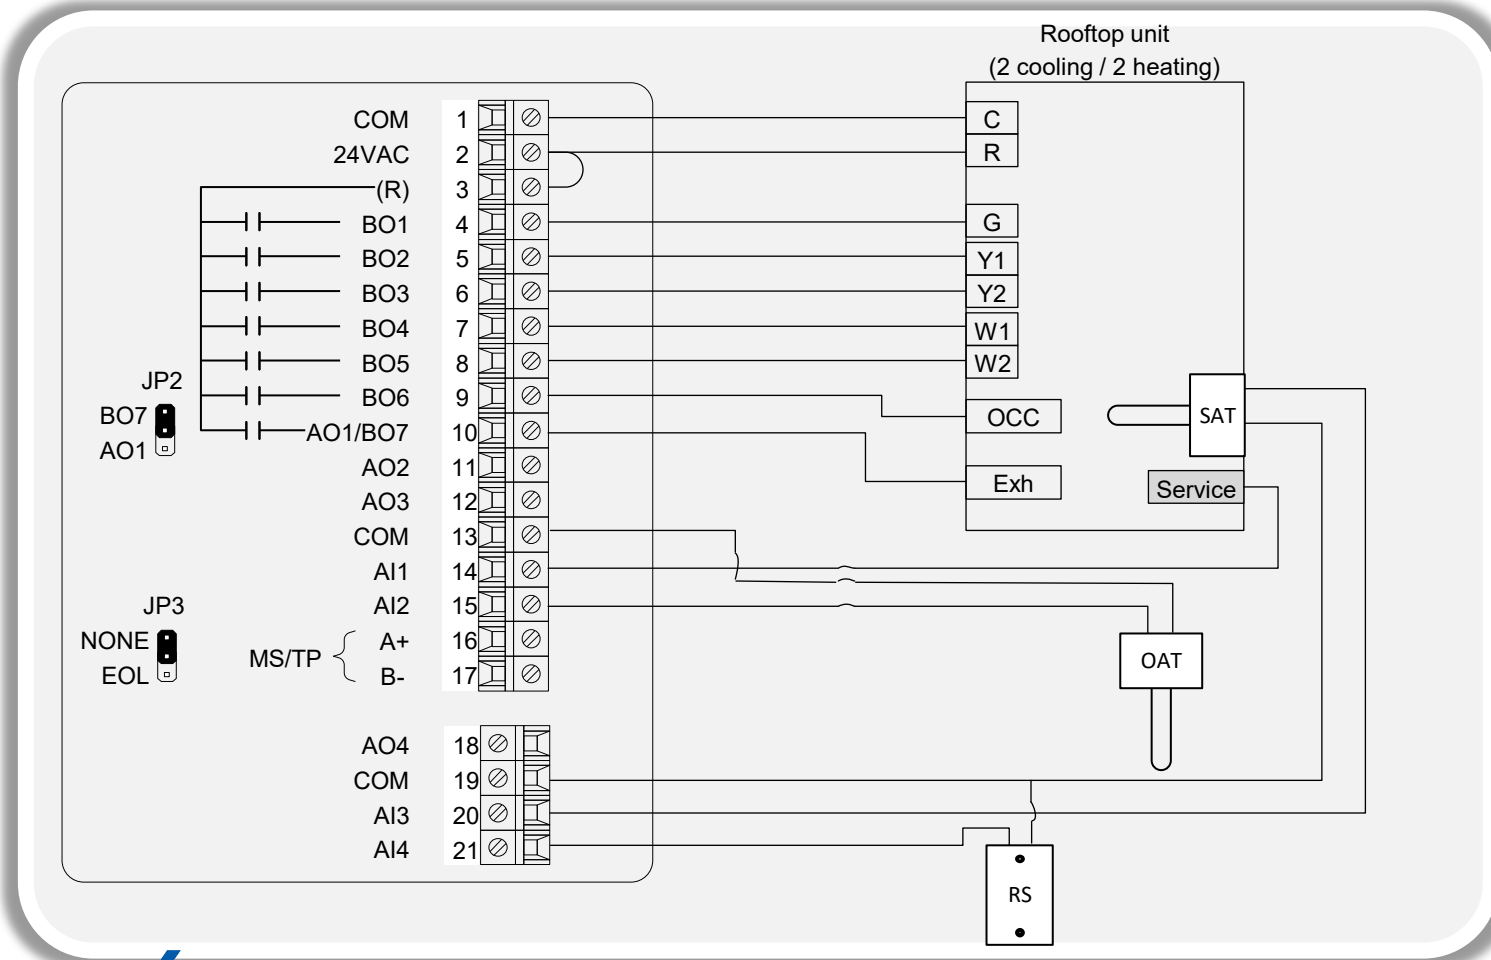 Rooftop unit
(2 cooling / 2 heating)
COM 1 C
24VAC 2 R
(R) 3
BO1 4 G
BO2 5 Y1
BO3 6 Y2
BO4 7 W1
BO5 8 W2
JP2
BO6 9 OCC
SAT
BO7
AO1/BO7 10
AO1
AO2 11
Exh Service
AO3 12
COM 13
AI1 14
JP3
AI2 15
NONE
A+ 16
MS/TP
OAT
EOL
B- 17
AO4 18
COM 19
AI3 20
AI4 21
RS